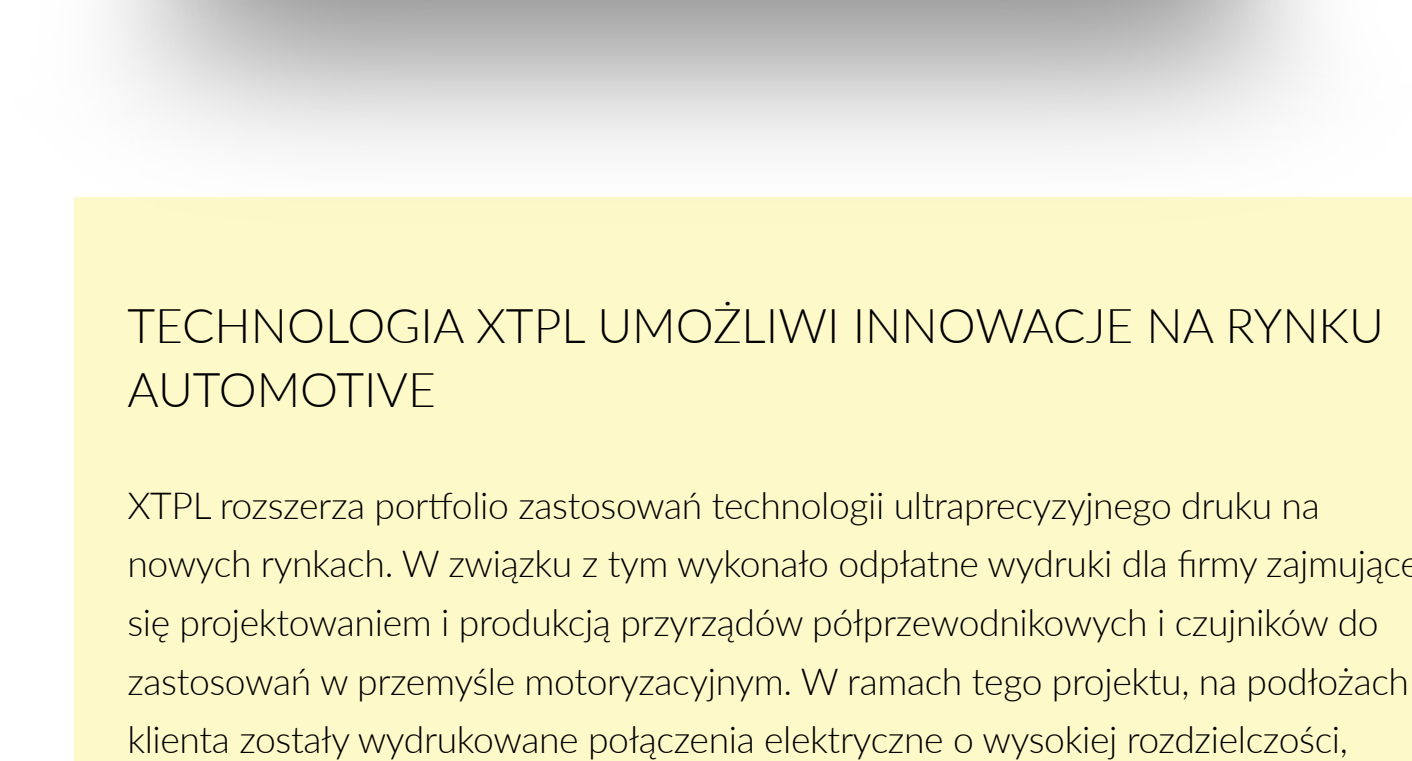 TECHNOLOGIA XTPL UMOŻLIWI INNOWACJE NA RYNKU
AUTOMOTIVE
XTPL rozszerza portfolio zastosowań technologii ultraprecyzyjnego druku na
nowych rynkach. W związku z tym wykonało odpłatne wydruki dla firmy zajmujące
się projektowaniem i produkcją przyrządów półprzewodnikowych i czujników do
zastosowań w przemyśle motoryzacyjnym. W ramach tego projektu, na podłożach
klienta zostały wydrukowane połączenia elektryczne o wysokiej rozdzielczości,